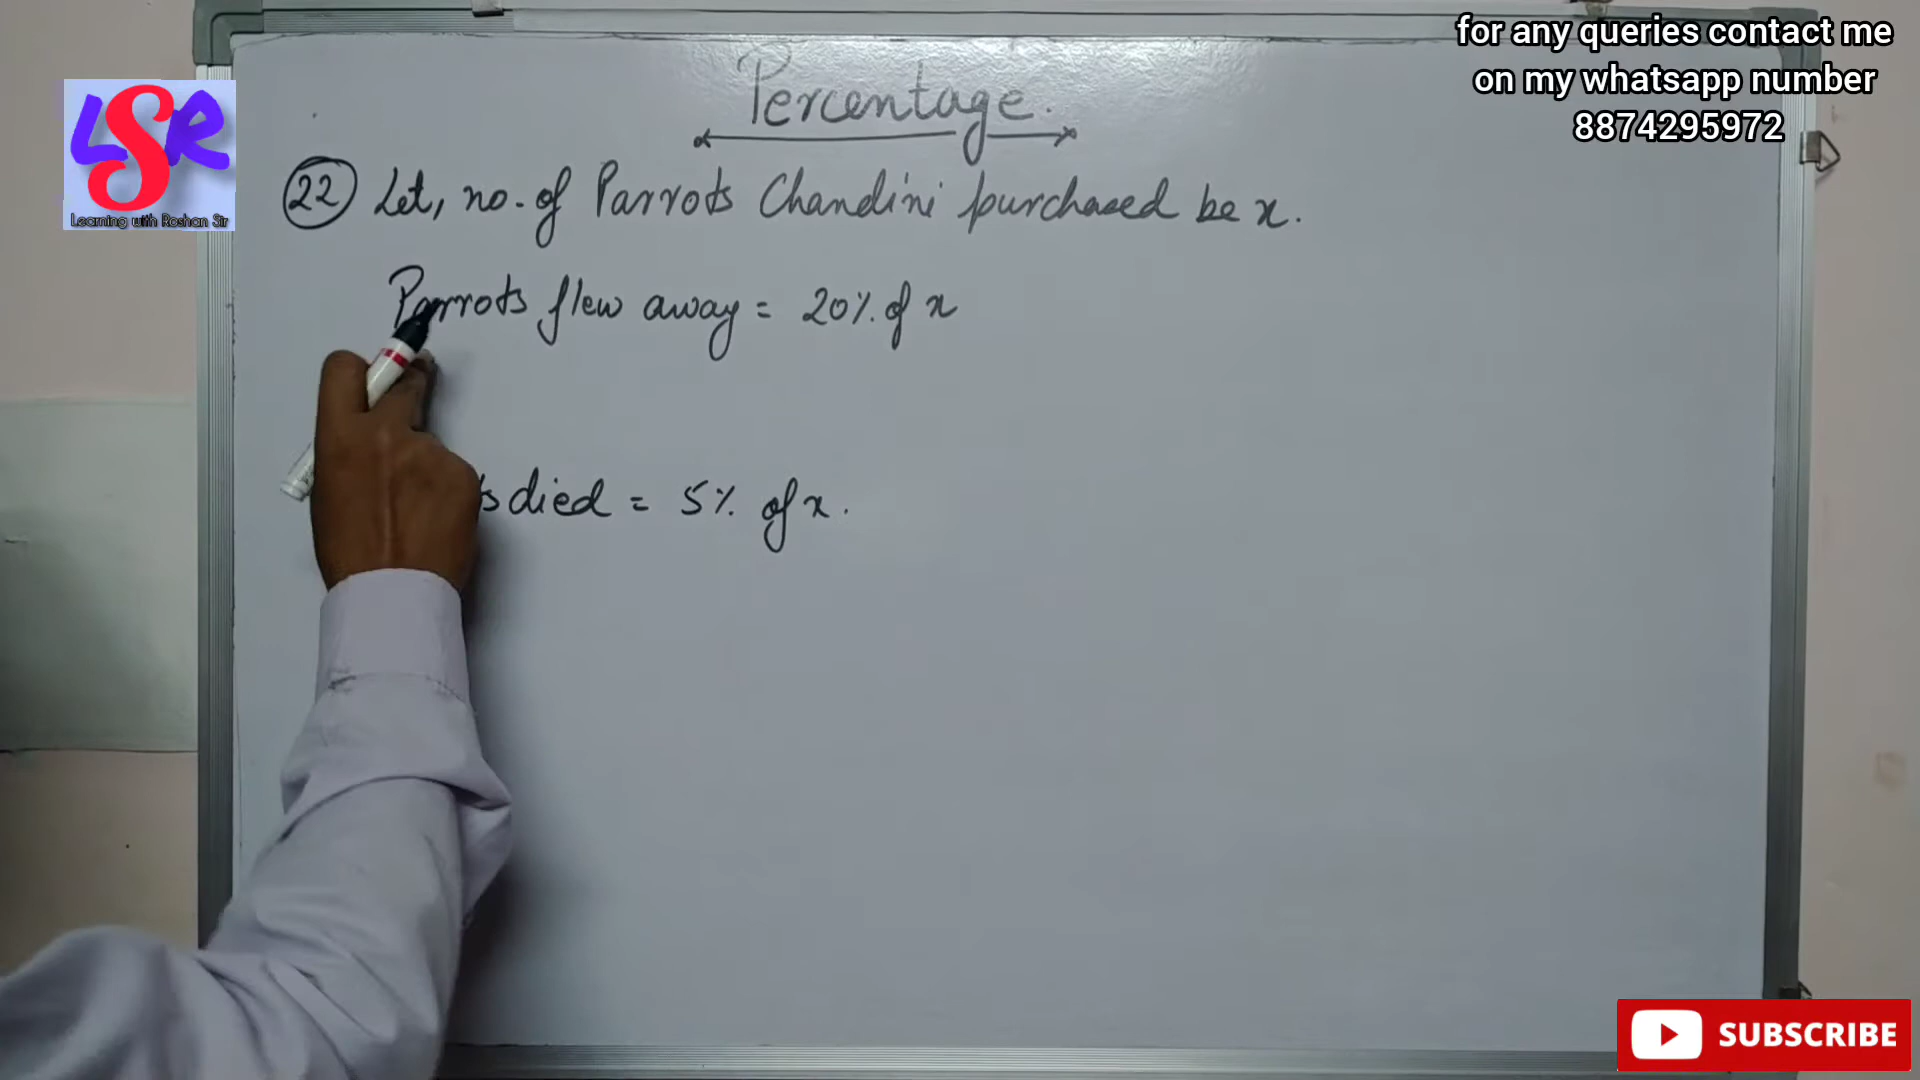 for any queries contact me
on my whatsapp number
8874295972
LSR
Learning with Roshan Sir
Percentage.
22 Let, no. of Parrots Chandini purchased be x.
Parrots flew away = 20% of x
died = 5% of x.
SUBSCRIBE